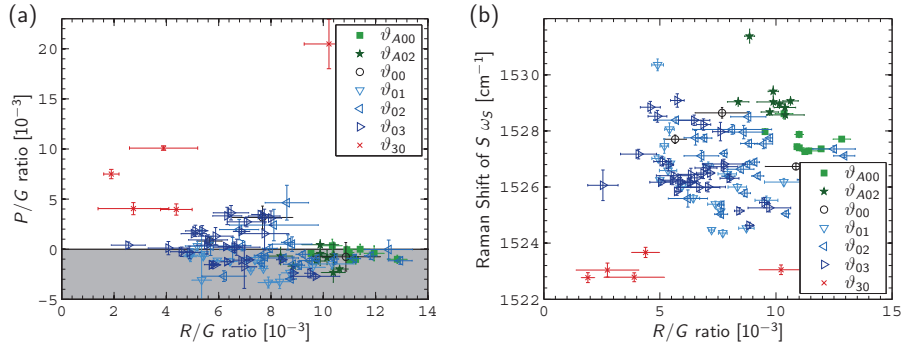 (a)
P/G ratio [10⁻³]
20
15
10
5
0
−5
0 2 4 6 8 10 12 14
R/G ratio [10⁻³]
ϑA00
ϑA02
ϑ00
ϑ01
ϑ02
ϑ03
ϑ30
(b)
Raman Shift of S ωS [cm⁻¹]
1530
1528
1526
1524
1522
0 5 10 15
R/G ratio [10⁻³]
ϑA00
ϑA02
ϑ00
ϑ01
ϑ02
ϑ03
ϑ30